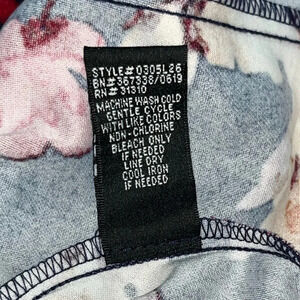 STYLE# 0305L26
BN# 367338/0619
RN# 31310
MACHINE WASH COLD
GENTLE CYCLE
WITH LIKE COLORS
NON-CHLORINE
BLEACH ONLY
IF NEEDED
LINE DRY
COOL IRON
IF NEEDED